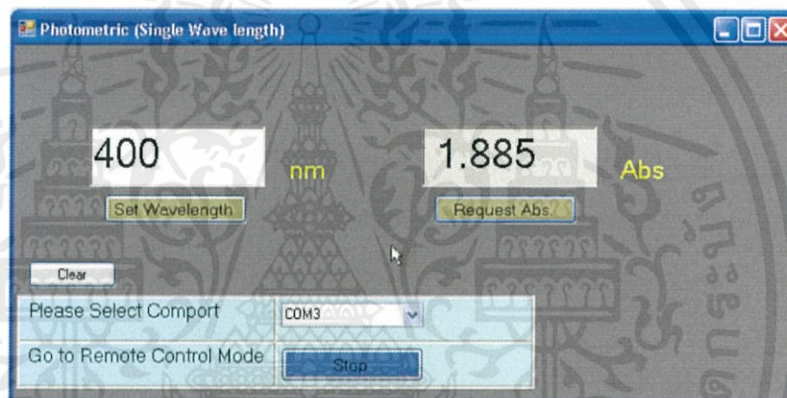 Photometric (Single Wave length)
400 nm 1.885 Abs
Set Wavelength Request Abs.
Clear
Please Select Comport COM3
Go to Remote Control Mode Stop